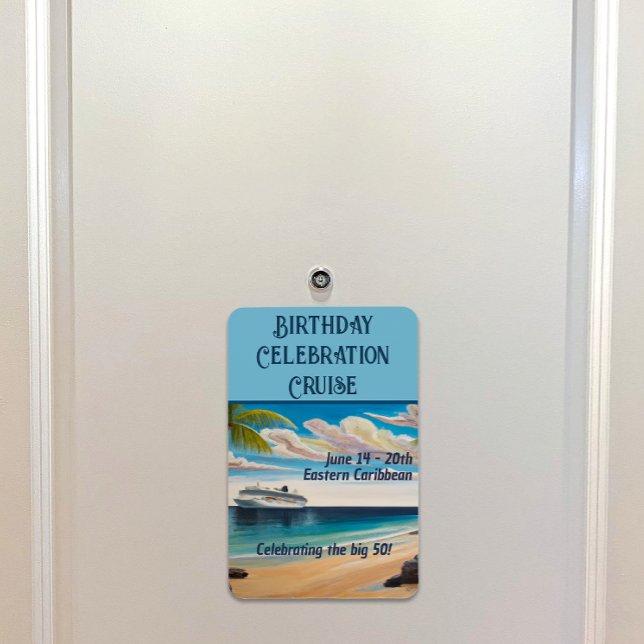 Birthday
Celebration
Cruise
June 14 - 20th
Eastern Caribbean
Celebrating the big 50!